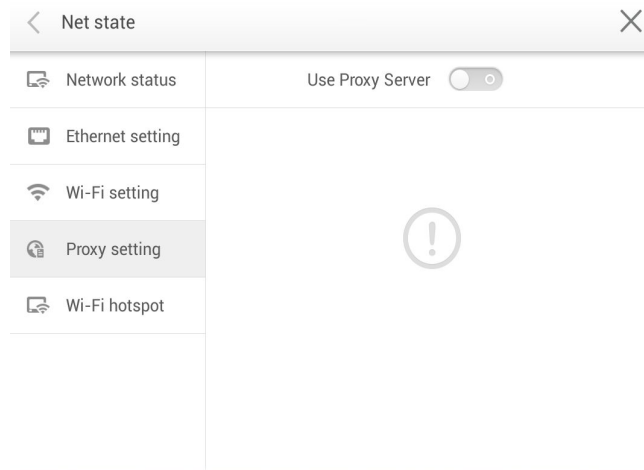 Net state
Network status
Use Proxy Server
Ethernet setting
Wi-Fi setting
Proxy setting
Wi-Fi hotspot